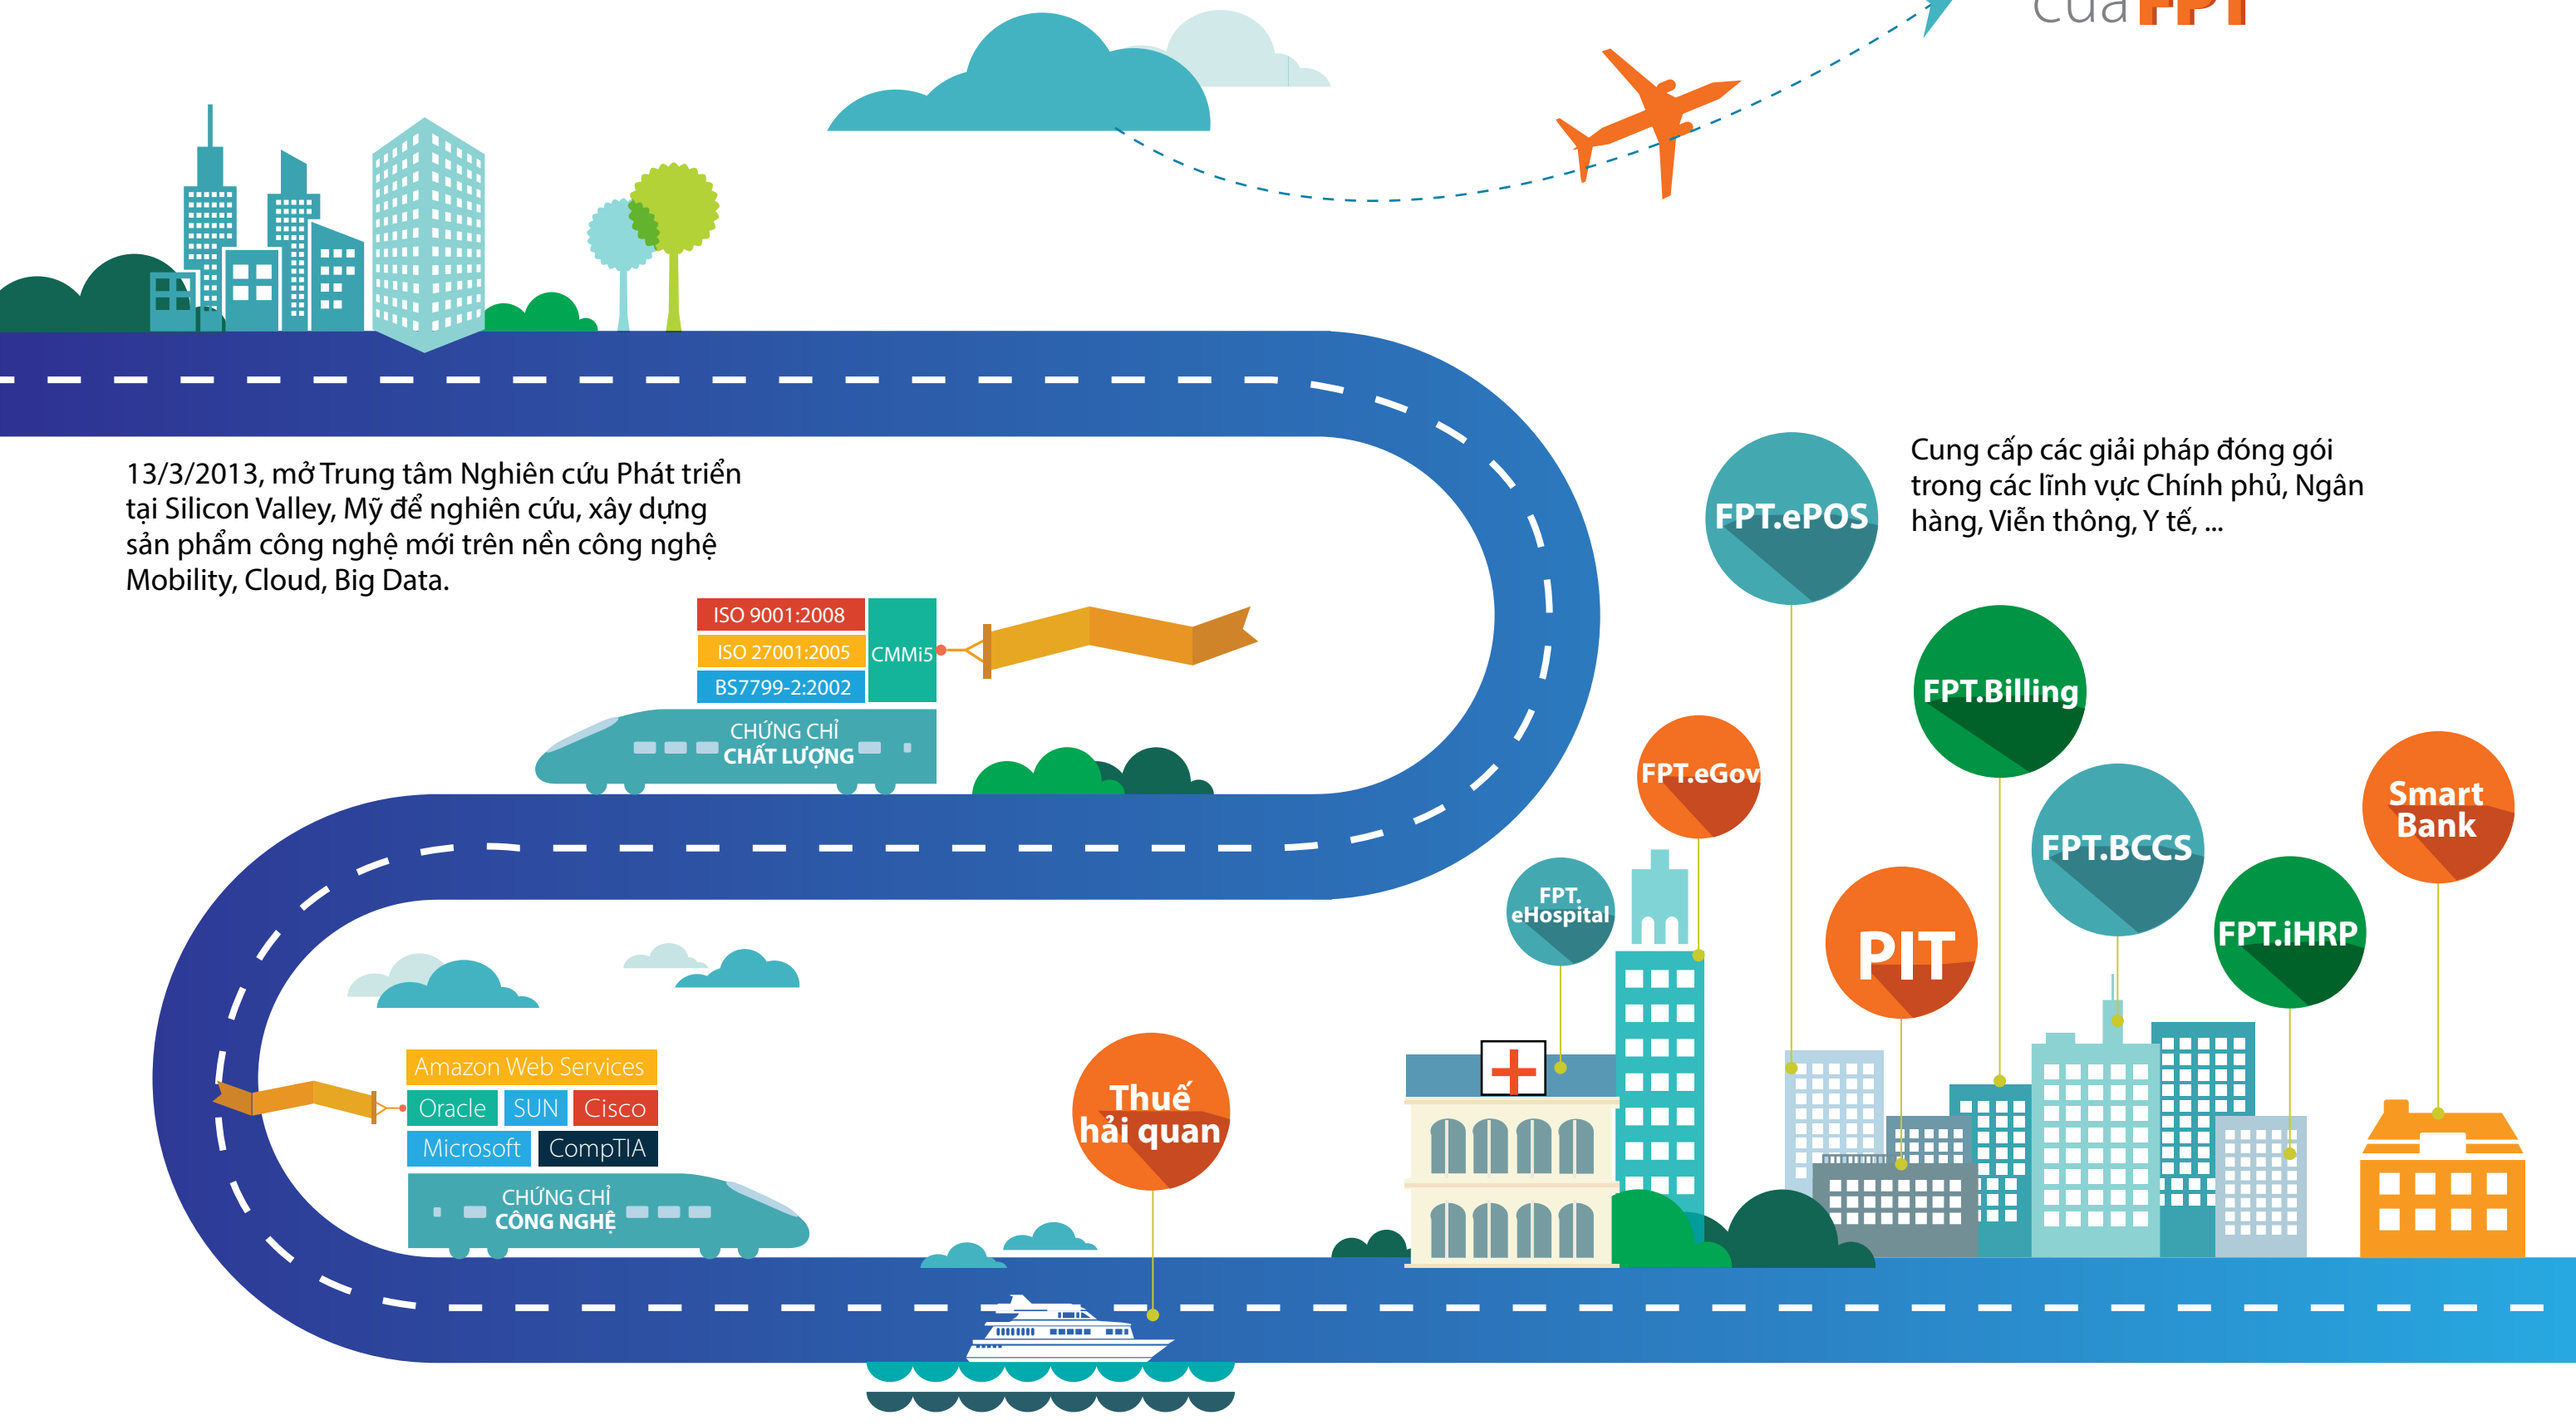 của FPT
13/3/2013, mở Trung tâm Nghiên cứu Phát triển
tại Silicon Valley, Mỹ để nghiên cứu, xây dựng
sản phẩm công nghệ mới trên nền công nghệ
Mobility, Cloud, Big Data.
Cung cấp các giải pháp đóng gói
trong các lĩnh vực Chính phủ, Ngân
hàng, Viễn thông, Y tế, ...
FPT.ePOS
ISO 9001:2008
ISO 27001:2005
BS7799-2:2002
CMMi5
CHỨNG CHỈ
CHẤT LƯỢNG
FPT.Billing
FPT.eGov
Smart
Bank
FPT.BCCS
FPT.
eHospital
PIT
FPT.iHRP
Amazon Web Services
Oracle
SUN
Cisco
Microsoft
CompTIA
CHỨNG CHỈ
CÔNG NGHỆ
Thuế
hải quan